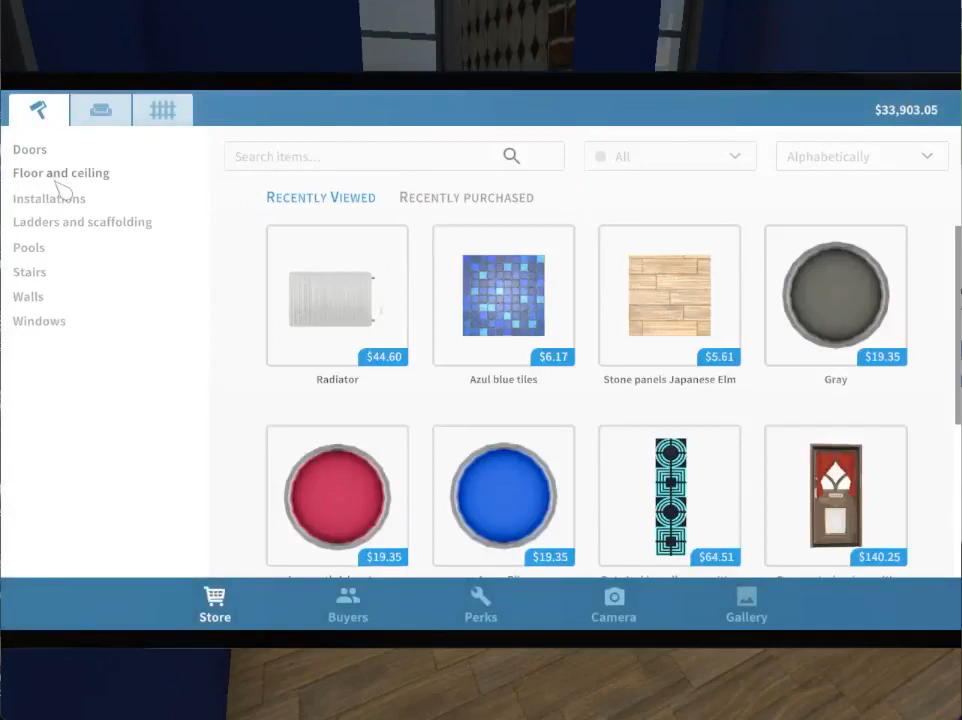 $33,903.05
Doors
Floor and ceiling
Installations
Ladders and scaffolding
Pools
Stairs
Walls
Windows
Search items...
All
Alphabetically
RECENTLY VIEWED
RECENTLY PURCHASED
$44.60
$6.17
$5.61
$19.35
Radiator
Azul blue tiles
Stone panels Japanese Elm
Gray
$19.35
$19.35
$64.51
$140.25
Store
Buyers
Perks
Camera
Gallery